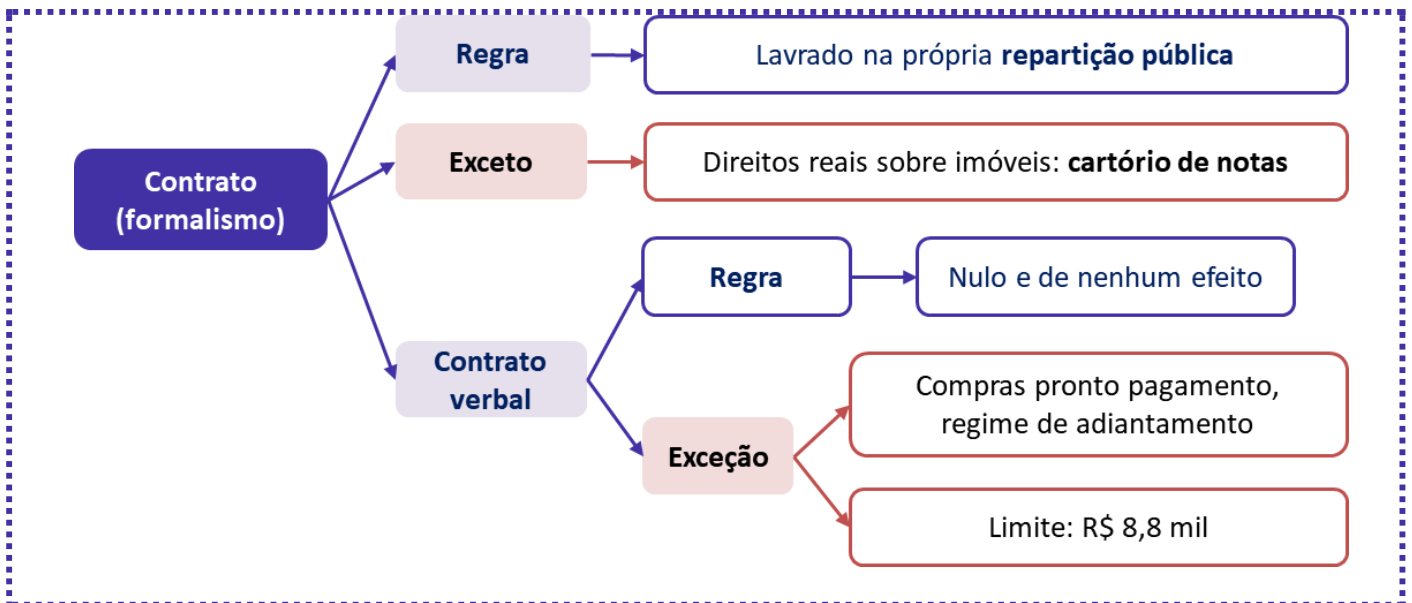 Regra
Lavrado na própria repartição pública
Exceto
Direitos reais sobre imóveis: cartório de notas
Contrato
(formalismo)
Regra
Nulo e de nenhum efeito
Contrato
verbal
Compras pronto pagamento,
regime de adiantamento
Exceção
Limite: R$ 8,8 mil